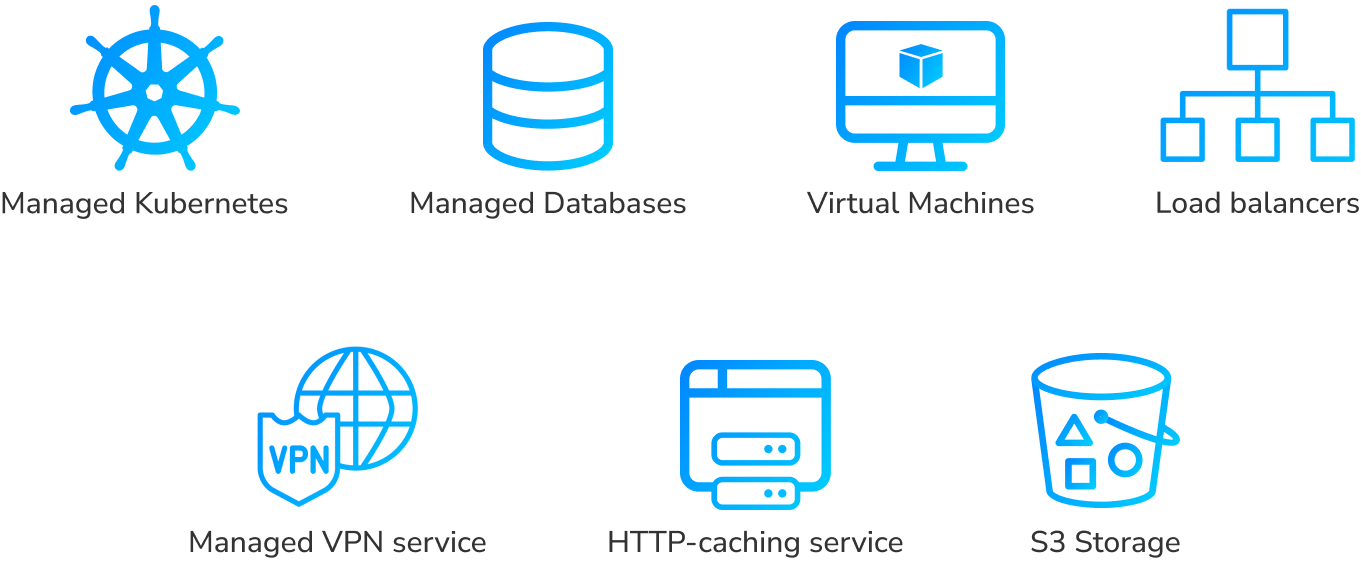 Managed Kubernetes
Managed Databases
Virtual Machines
Load balancers
VPN
Managed VPN service
HTTP-caching service
S3 Storage